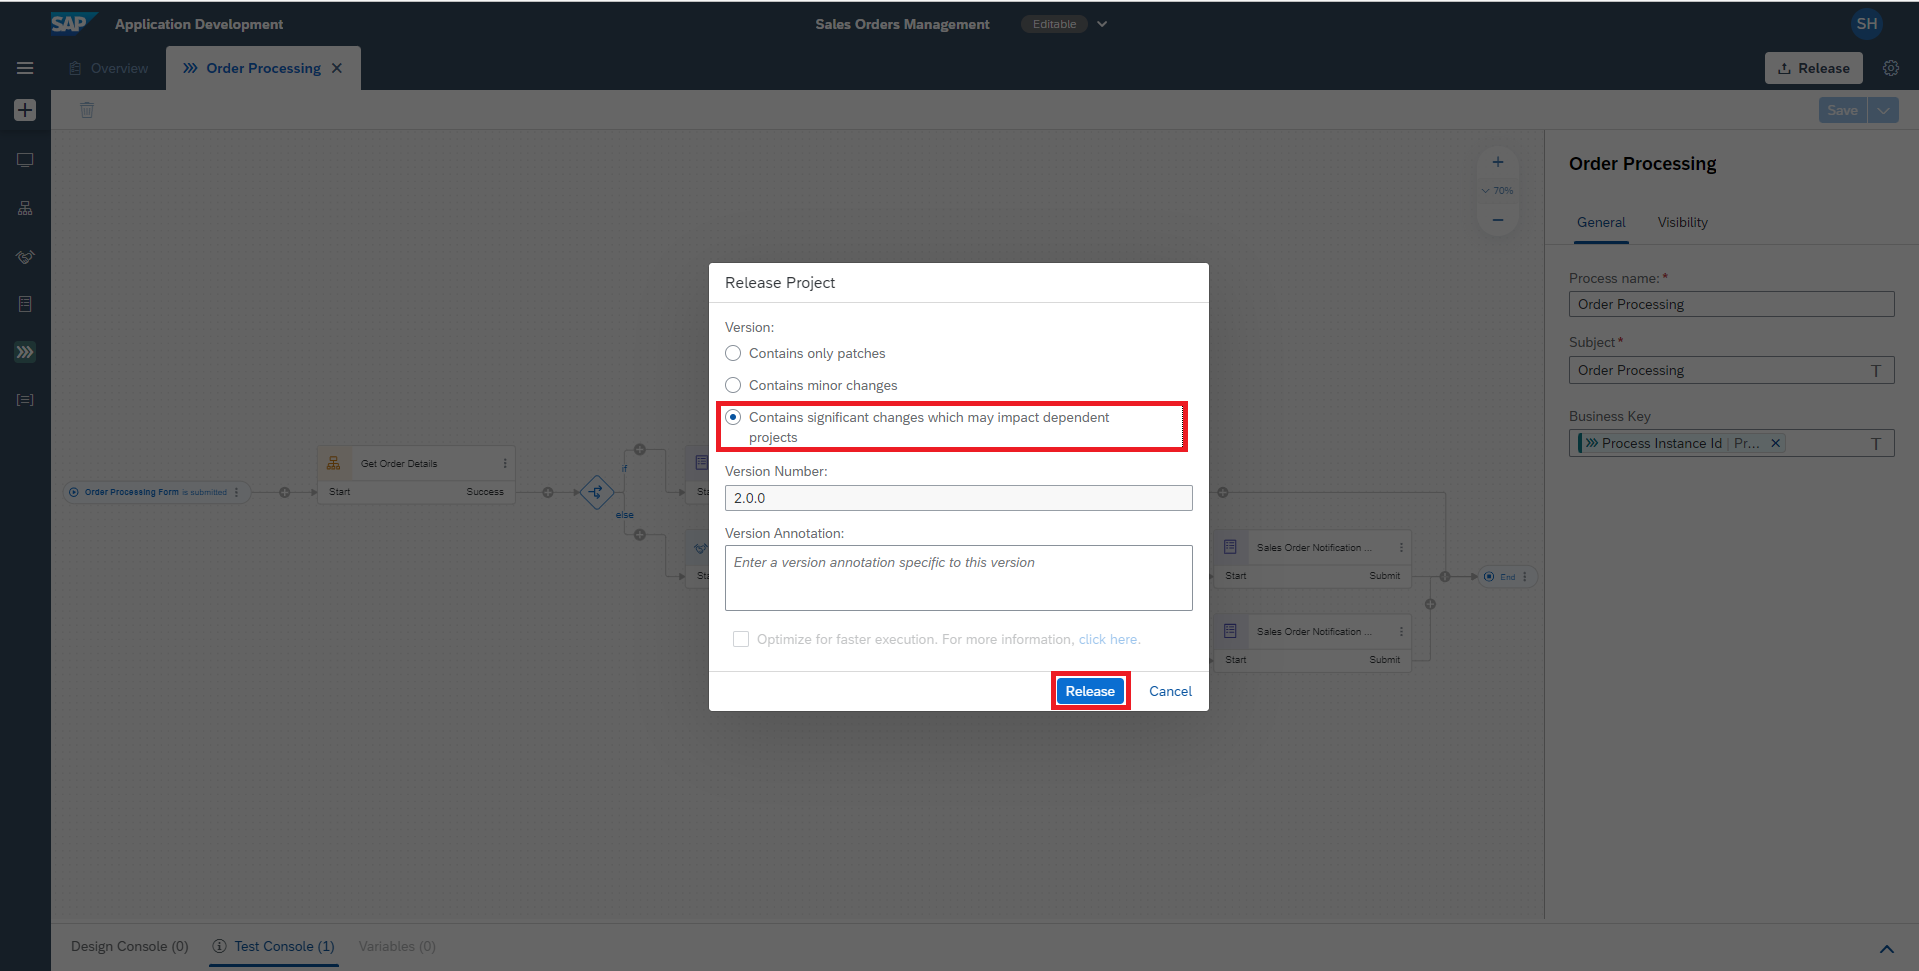 SAP
Application Development
Sales Orders Management
Editable
SH
Overview
Order Processing
Release
Save
70%
Order Processing
General
Visibility
Process name:*
Order Processing
Subject*
Order Processing
Business Key
Process Instance Id | Pr...
Release Project
Version:
Contains only patches
Contains minor changes
Contains significant changes which may impact dependent
projects
Version Number:
2.0.0
Version Annotation:
Enter a version annotation specific to this version
Optimize for faster execution. For more information, click here.
Release
Cancel
Order Processing Form is submitted
Get Order Details
Start
Success
if
else
Sales Order Notification ...
Start
Submit
Sales Order Notification ...
Start
Submit
End
Design Console (0)
Test Console (1)
Variables (0)